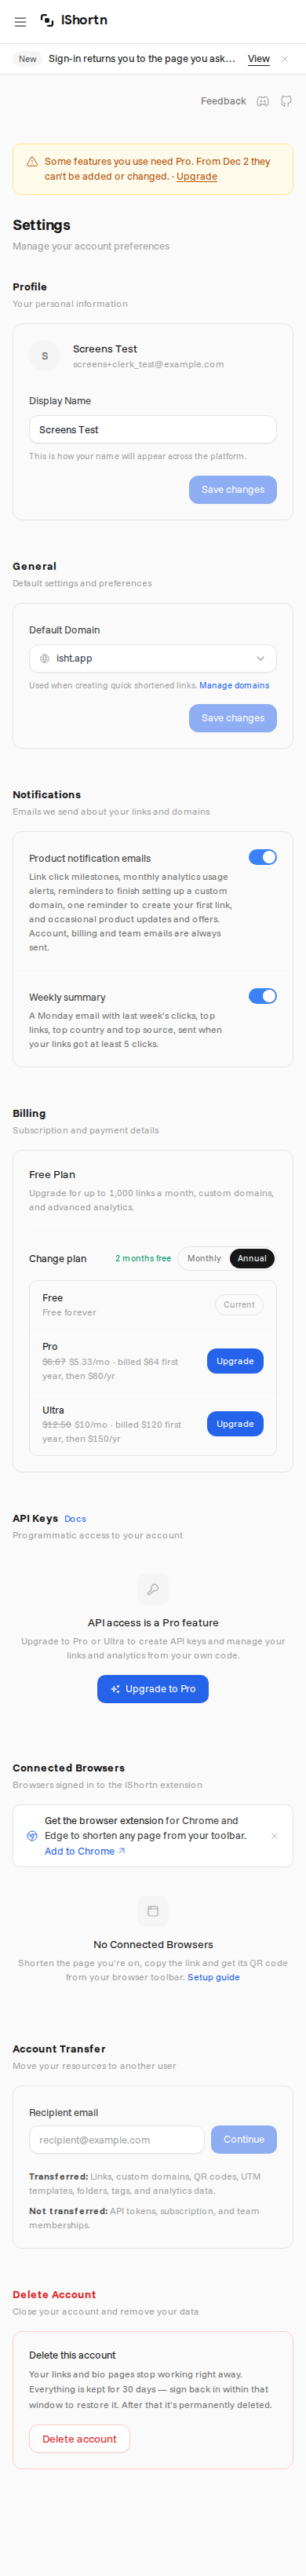 IShortn
New Sign-in returns you to the page you ask... View
Feedback
Some features you use need Pro. From Dec 2 they
can't be added or changed. · Upgrade
Settings
Manage your account preferences
Profile
Your personal information
S
Screens Test
screens+clerk_test@example.com
Display Name
Screens Test
This is how your name will appear across the platform.
Save changes
General
Default settings and preferences
Default Domain
isht.app
Used when creating quick shortened links. Manage domains
Save changes
Notifications
Emails we send about your links and domains
Product notification emails
Link click milestones, monthly analytics usage
alerts, reminders to finish setting up a custom
domain, one reminder to create your first link,
and occasional product updates and offers.
Account, billing and team emails are always
sent.
Weekly summary
A Monday email with last week's clicks, top
links, top country and top source, sent when
your links got at least 5 clicks.
Billing
Subscription and payment details
Free Plan
Upgrade for up to 1,000 links a month, custom domains,
and advanced analytics.
Change plan 2 months free Monthly Annual
Free
Free forever
Current
Pro
$6.67 $5.33/mo · billed $64 first
year, then $80/yr
Upgrade
Ultra
$12.50 $10/mo · billed $120 first
year, then $150/yr
Upgrade
API Keys Docs
Programmatic access to your account
API access is a Pro feature
Upgrade to Pro or Ultra to create API keys and manage your
links and analytics from your own code.
Upgrade to Pro
Connected Browsers
Browsers signed in to the iShortn extension
Get the browser extension for Chrome and
Edge to shorten any page from your toolbar.
Add to Chrome
No Connected Browsers
Shorten the page you're on, copy the link and get its QR code
from your browser toolbar. Setup guide
Account Transfer
Move your resources to another user
Recipient email
recipient@example.com
Continue
Transferred: Links, custom domains, QR codes, UTM
templates, folders, tags, and analytics data.
Not transferred: API tokens, subscription, and team
memberships.
Delete Account
Close your account and remove your data
Delete this account
Your links and bio pages stop working right away.
Everything is kept for 30 days — sign back in within that
window to restore it. After that it's permanently deleted.
Delete account